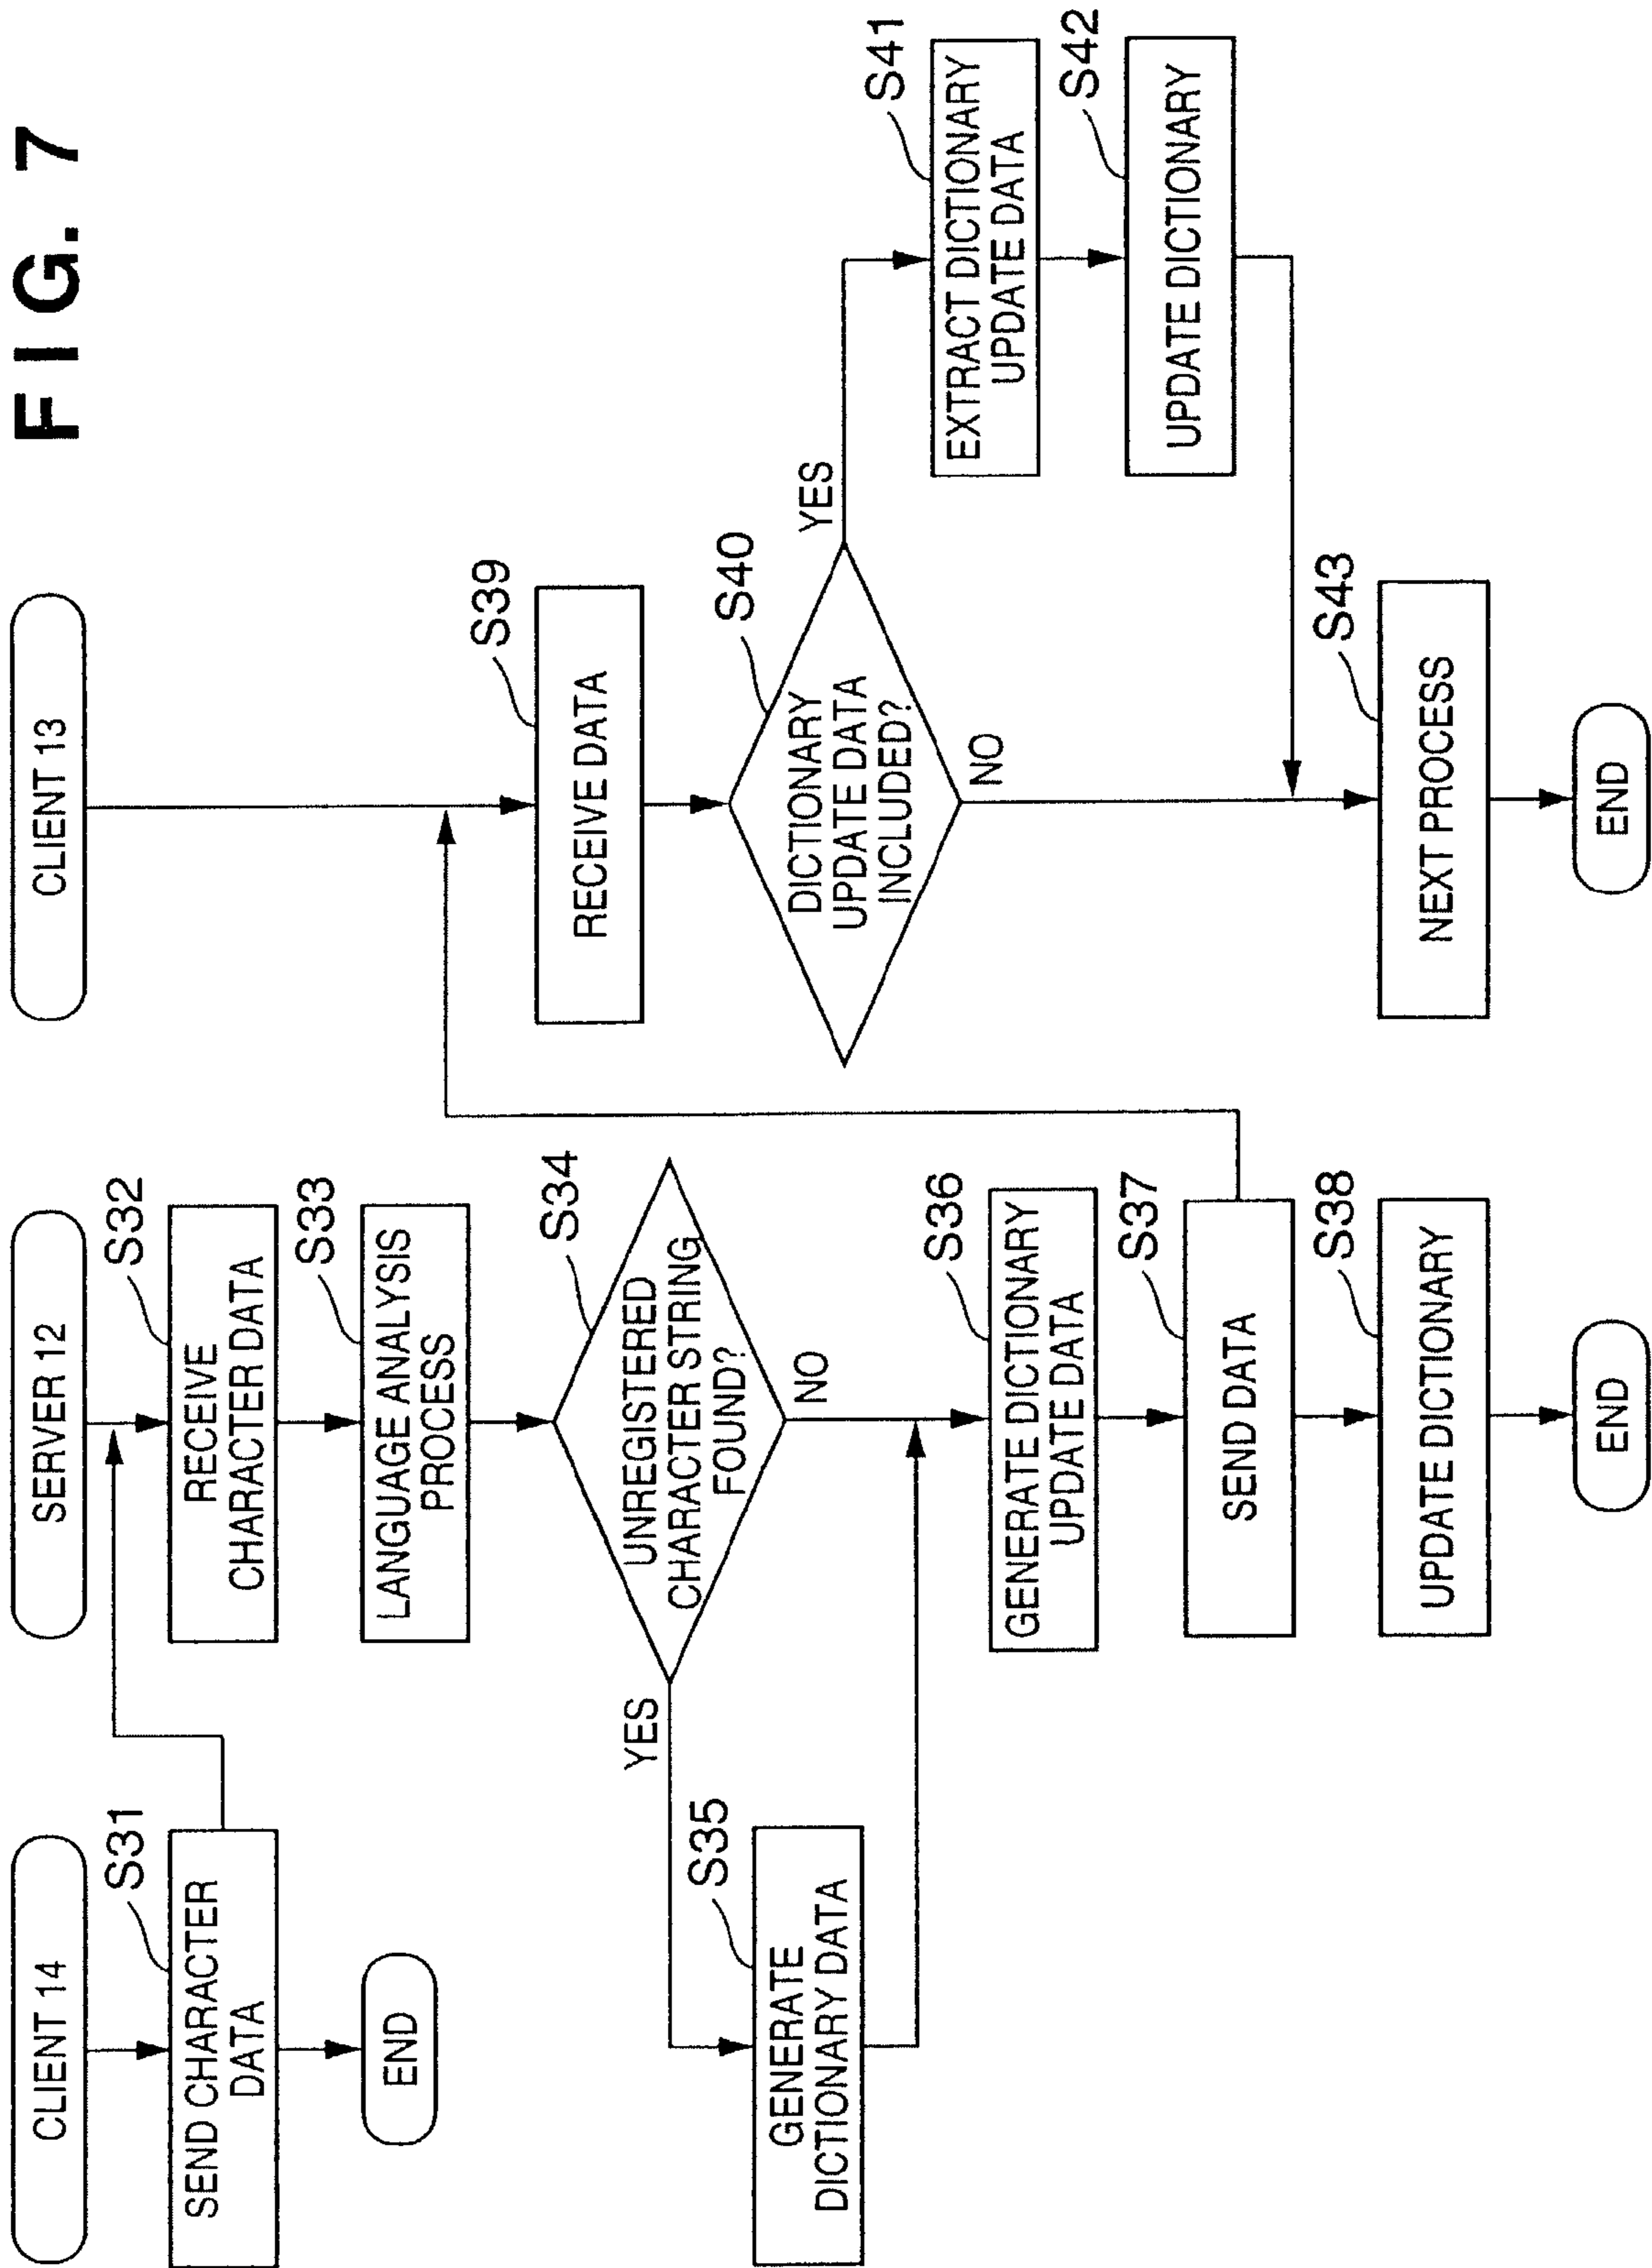 FIG. 7
CLIENT 14
S31
SEND CHARACTER
DATA
END
SERVER 12
S32
RECEIVE
CHARACTER DATA
S33
LANGUAGE ANALYSIS
PROCESS
S34
UNREGISTERED
CHARACTER STRING
FOUND?
YES
NO
S35
GENERATE
DICTIONARY DATA
S36
GENERATE DICTIONARY
UPDATE DATA
S37
SEND DATA
S38
UPDATE DICTIONARY
END
CLIENT 13
S39
RECEIVE DATA
S40
DICTIONARY
UPDATE DATA
INCLUDED?
YES
NO
S41
EXTRACT DICTIONARY
UPDATE DATA
S42
UPDATE DICTIONARY
S43
NEXT PROCESS
END